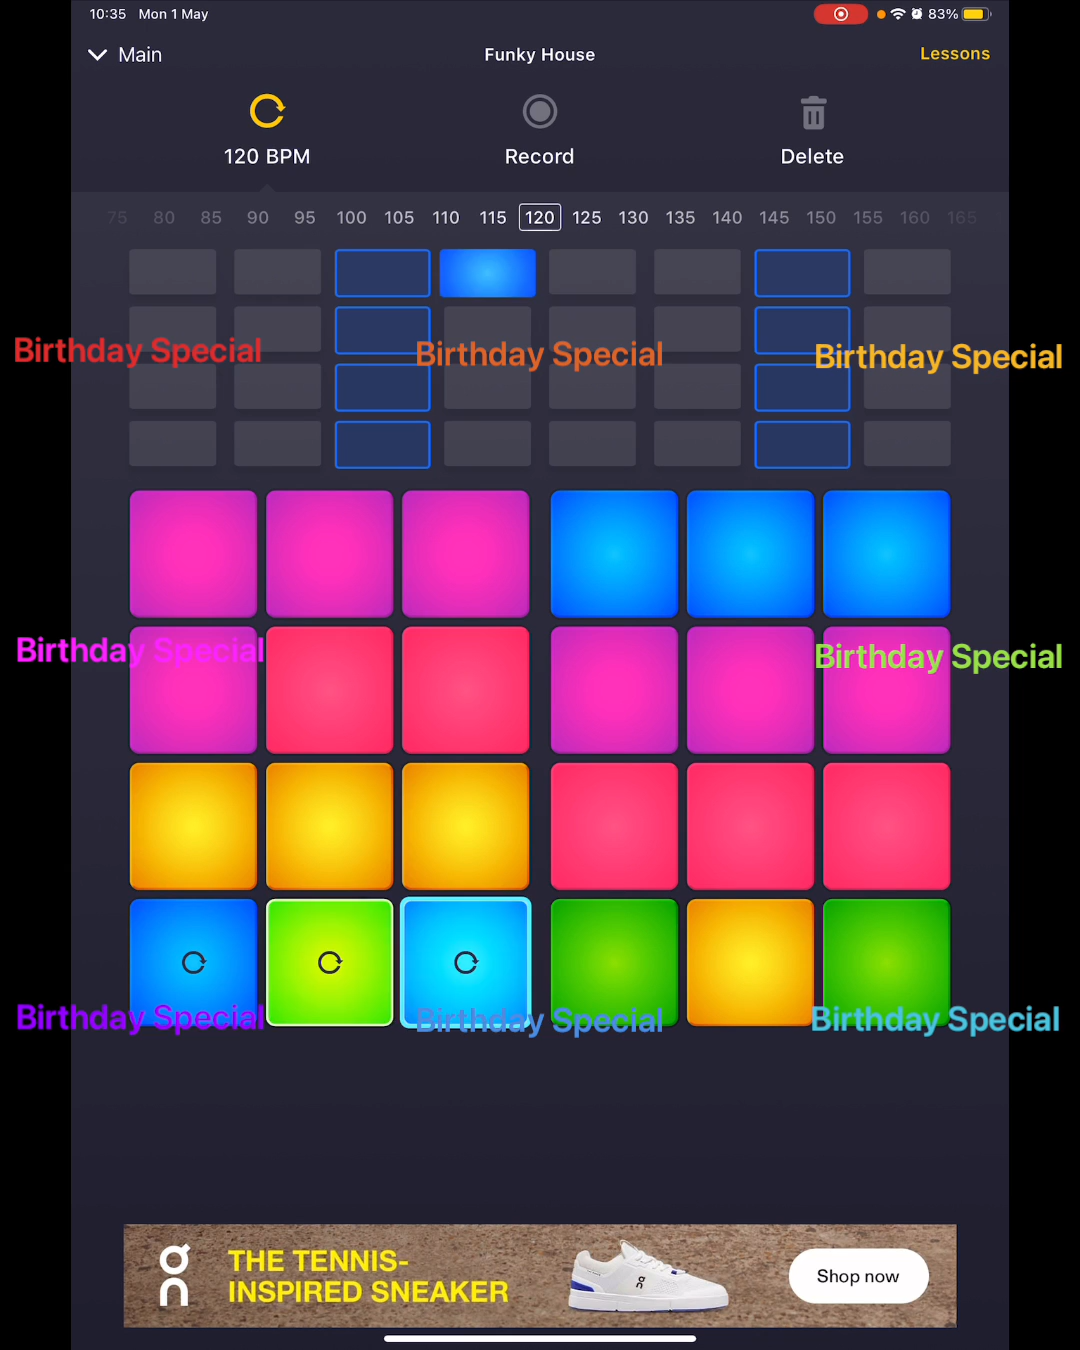 10:35 Mon 1 May
83%
Main
Funky House
Lessons
120 BPM
Record
Delete
75 80 85 90 95 100 105 110 115 120 125 130 135 140 145 150 155 160 165
Birthday Special
Birthday Special
Birthday Special
Birthday Special
Birthday Special
Birthday Special
Birthday Special
Birthday Special
on
THE TENNIS-
INSPIRED SNEAKER
Shop now